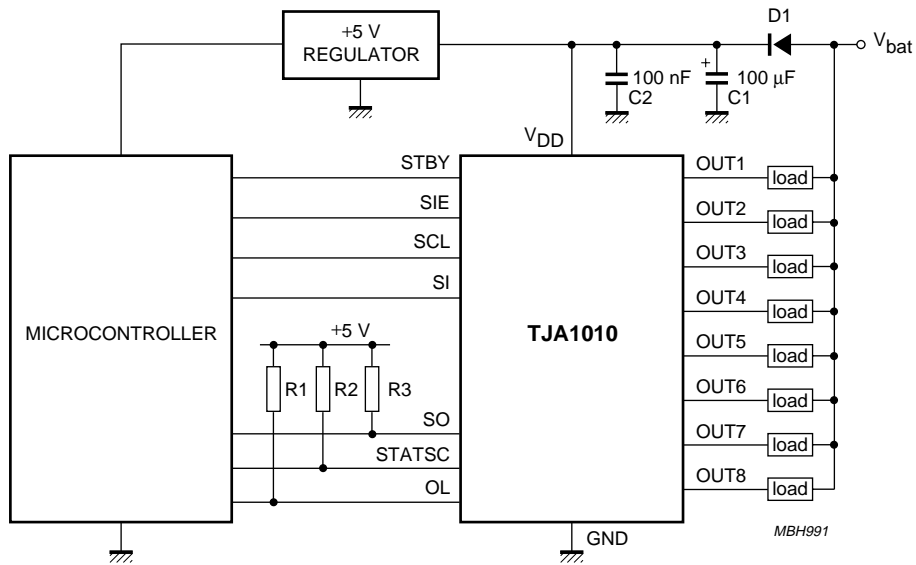 D1
+5 V
REGULATOR
Vbat
+
100 nF
C2
100 μF
C1
VDD
STBY
OUT1
load
SIE
OUT2
load
SCL
OUT3
load
SI
OUT4
load
MICROCONTROLLER
+5 V
TJA1010
OUT5
load
R1
R2
R3
OUT6
load
SO
OUT7
load
STATSC
OL
OUT8
load
GND
MBH991